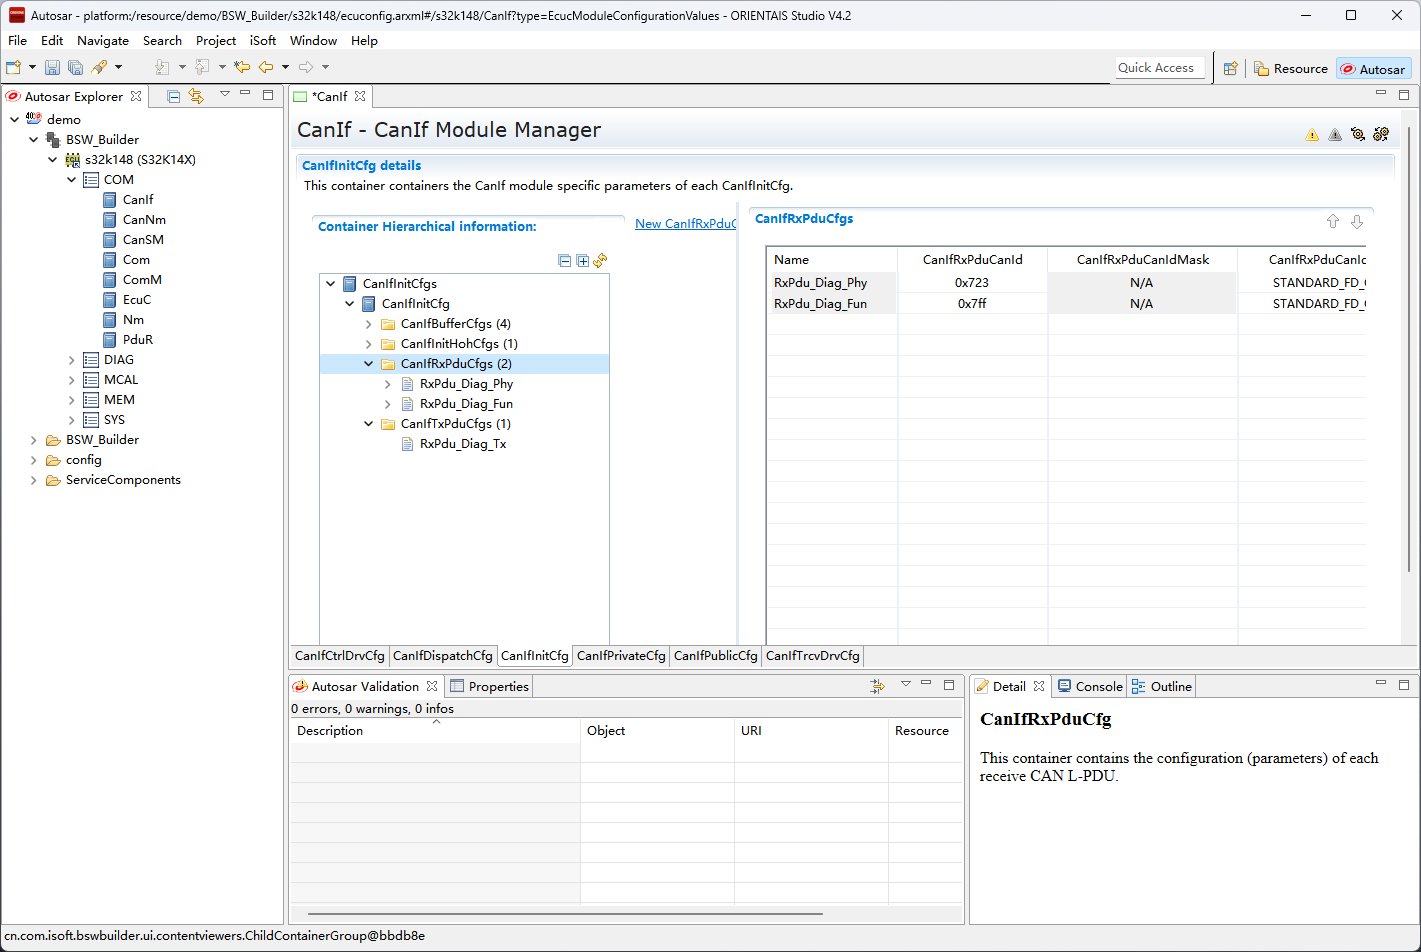 Autosar - platform:/resource/demo/BSW_Builder/s32k148/ecuconfig.arxml#/s32k148/CanIf?type=EcucModuleConfigurationValues - ORIENTAIS Studio V4.2
File Edit Navigate Search Project iSoft Window Help
Quick Access
Resource
Autosar
Autosar Explorer
demo
BSW_Builder
s32k148 (S32K14X)
COM
CanIf
CanNm
CanSM
Com
ComM
EcuC
Nm
PduR
DIAG
MCAL
MEM
SYS
BSW_Builder
config
ServiceComponents
*CanIf
CanIf - CanIf Module Manager
CanIfInitCfg details
This container containers the CanIf module specific parameters of each CanIfInitCfg.
Container Hierarchical information:
New CanIfRxPduC
CanIfInitCfgs
CanIfInitCfg
CanIfBufferCfgs (4)
CanIfInitHohCfgs (1)
CanIfRxPduCfgs (2)
RxPdu_Diag_Phy
RxPdu_Diag_Fun
CanIfTxPduCfgs (1)
RxPdu_Diag_Tx
CanIfRxPduCfgs
Name CanIfRxPduCanId CanIfRxPduCanIdMask CanIfRxPduCanIc
RxPdu_Diag_Phy 0x723 N/A STANDARD_FD_C
RxPdu_Diag_Fun 0x7ff N/A STANDARD_FD_C
CanIfCtrlDrvCfg CanIfDispatchCfg CanIfInitCfg CanIfPrivateCfg CanIfPublicCfg CanIfTrcvDrvCfg
Autosar Validation Properties
0 errors, 0 warnings, 0 infos
Description Object URI Resource
Detail Console Outline
CanIfRxPduCfg
This container contains the configuration (parameters) of each
receive CAN L-PDU.
cn.com.isoft.bswbuilder.ui.contentviewers.ChildContainerGroup@bbdb8e